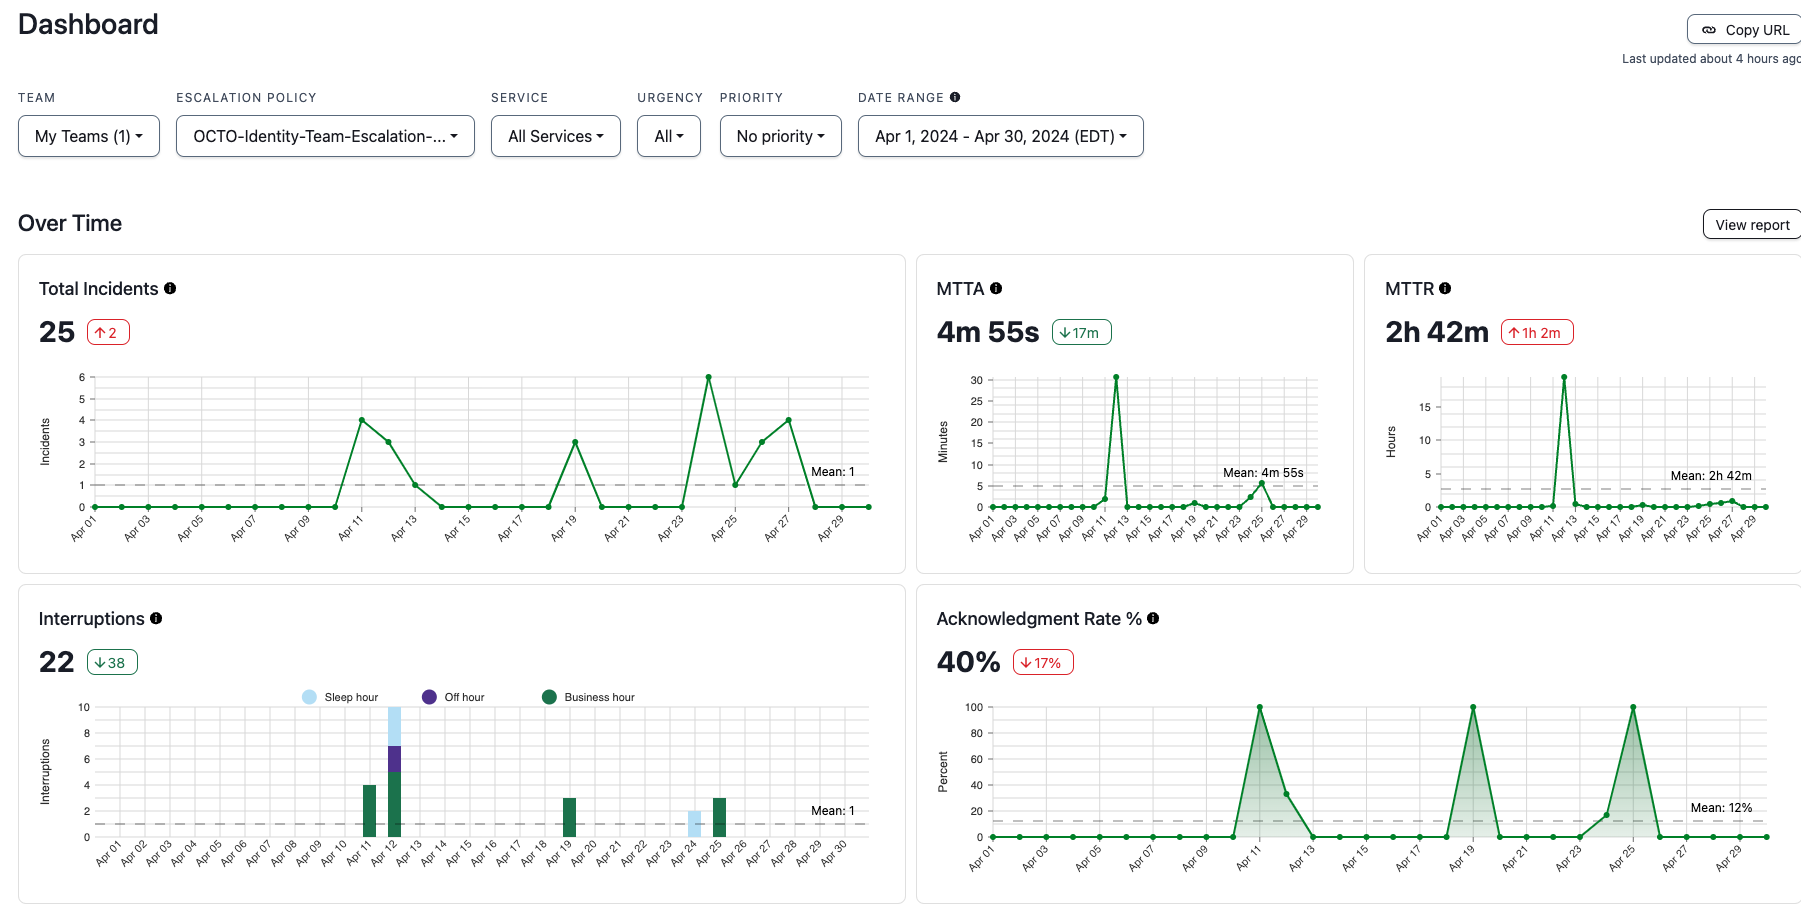 Dashboard
Copy URL
Last updated about 4 hours ago
TEAM
ESCALATION POLICY
SERVICE
URGENCY
PRIORITY
DATE RANGE
My Teams (1)
OCTO-Identity-Team-Escalation-...
All Services
All
No priority
Apr 1, 2024 - Apr 30, 2024 (EDT)
Over Time
View report
Total Incidents
25
2
6
5
4
3
2
1
0
Incidents
Mean: 1
Apr 01
Apr 03
Apr 05
Apr 07
Apr 09
Apr 11
Apr 13
Apr 15
Apr 17
Apr 19
Apr 21
Apr 23
Apr 25
Apr 27
Apr 29
MTTA
4m 55s
17m
30
25
20
15
10
5
0
Minutes
Mean: 4m 55s
Apr 01
Apr 03
Apr 05
Apr 07
Apr 09
Apr 11
Apr 13
Apr 15
Apr 17
Apr 19
Apr 21
Apr 23
Apr 25
Apr 27
Apr 29
MTTR
2h 42m
1h 2m
15
10
5
0
Hours
Mean: 2h 42m
Apr 01
Apr 03
Apr 05
Apr 07
Apr 09
Apr 11
Apr 13
Apr 15
Apr 17
Apr 19
Apr 21
Apr 23
Apr 25
Apr 27
Apr 29
Interruptions
22
38
Sleep hour
Off hour
Business hour
10
8
6
4
2
0
Interruptions
Mean: 1
Apr 01
Apr 02
Apr 03
Apr 04
Apr 05
Apr 06
Apr 07
Apr 08
Apr 09
Apr 10
Apr 11
Apr 12
Apr 13
Apr 14
Apr 15
Apr 16
Apr 17
Apr 18
Apr 19
Apr 20
Apr 21
Apr 22
Apr 23
Apr 24
Apr 25
Apr 26
Apr 27
Apr 28
Apr 29
Apr 30
Acknowledgment Rate %
40%
17%
100
80
60
40
20
0
Percent
Mean: 12%
Apr 01
Apr 03
Apr 05
Apr 07
Apr 09
Apr 11
Apr 13
Apr 15
Apr 17
Apr 19
Apr 21
Apr 23
Apr 25
Apr 27
Apr 29